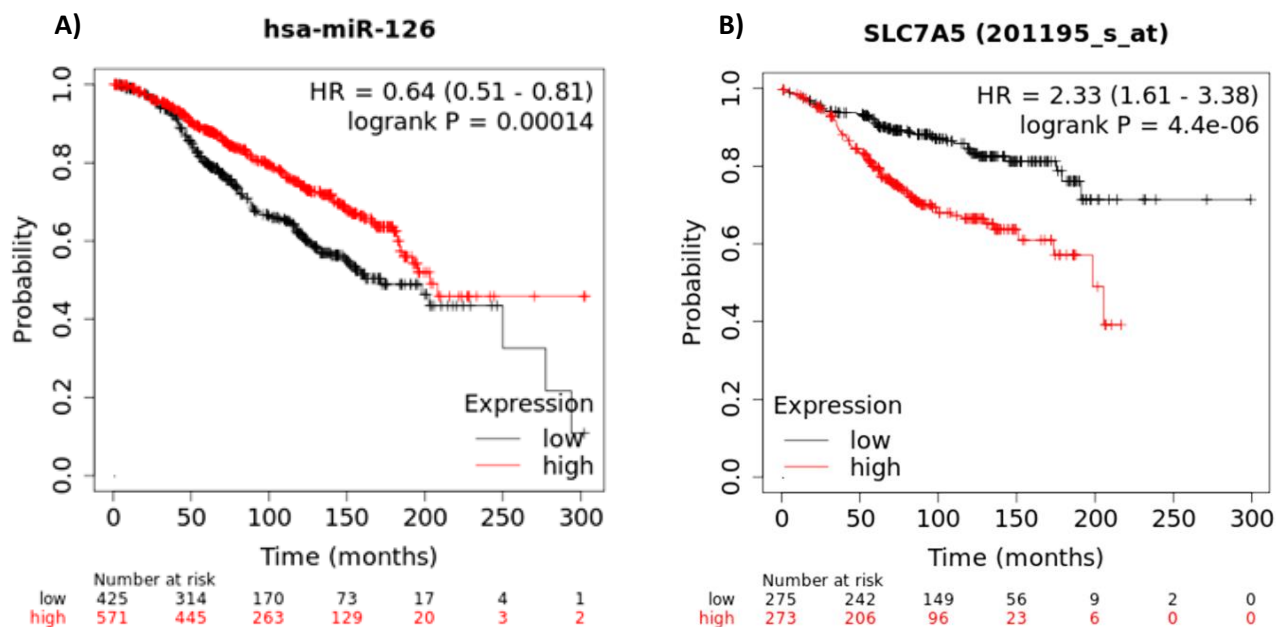 A)
hsa-miR-126
HR = 0.64 (0.51 - 0.81)
logrank P = 0.00014
Probability
1.0
0.8
0.6
0.4
0.2
0.0
Expression
low
high
0 50 100 150 200 250 300
Time (months)
Number at risk
low 425 314 170 73 17 4 1
high 571 445 263 129 20 3 2
B)
SLC7A5 (201195_s_at)
HR = 2.33 (1.61 - 3.38)
logrank P = 4.4e-06
Probability
1.0
0.8
0.6
0.4
0.2
0.0
Expression
low
high
0 50 100 150 200 250 300
Time (months)
Number at risk
low 275 242 149 56 9 2 0
high 273 206 96 23 6 0 0